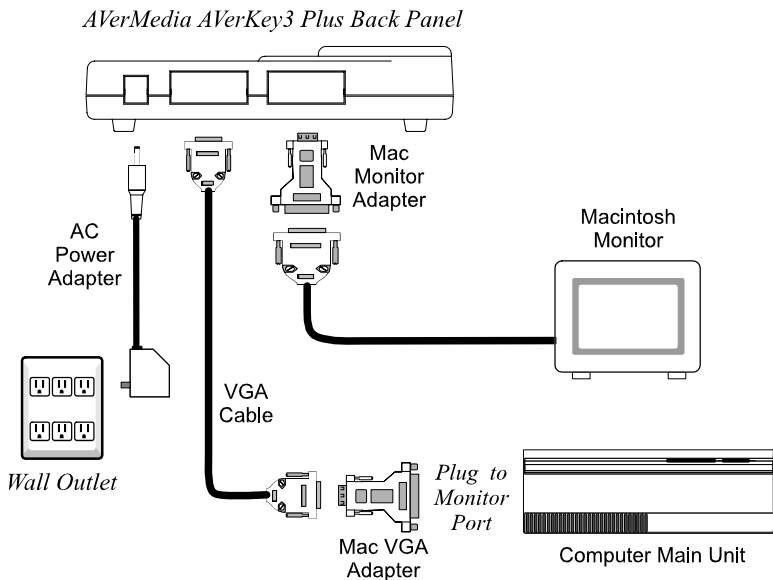 AVerMedia AVerKey3 Plus Back Panel
Mac
Monitor
Adapter
AC
Power
Adapter
Macintosh
Monitor
VGA
Cable
Wall Outlet
Plug to
Monitor
Port
Mac VGA
Adapter
Computer Main Unit